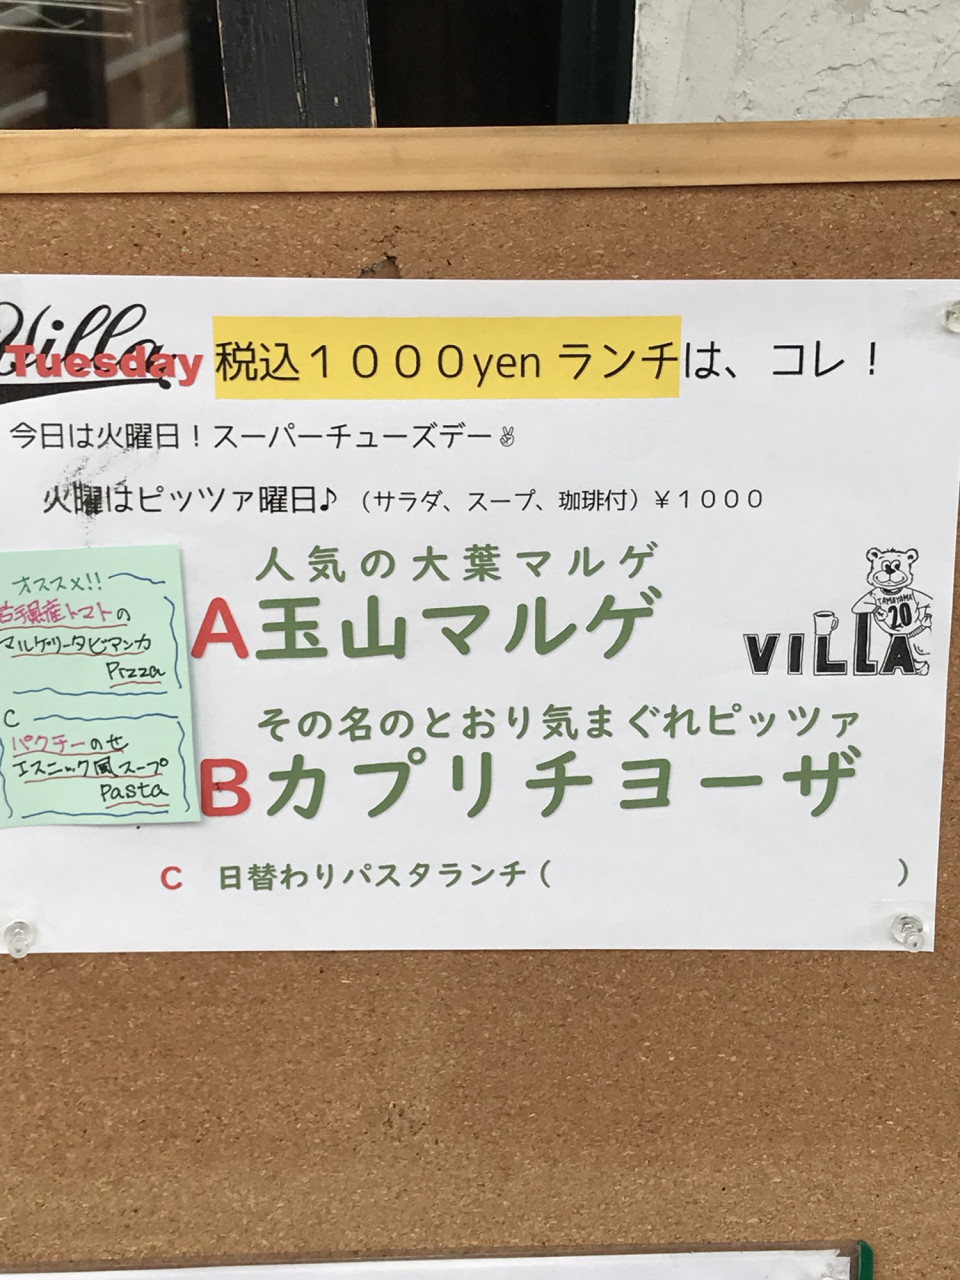 Villa
Tuesday 税込１０００yen ランチは、コレ！
今日は火曜日！スーパーチューズデー✌
火曜はピッツァ曜日♪（サラダ、スープ、珈琲付）￥１０００
人気の大葉マルゲ
A玉山マルゲ
その名のとおり気まぐれピッツァ
Bカプリチヨーザ
C 日替わりパスタランチ（ ）
オススメ!!
岩手県産トマトの
マルゲリータビアンカ
Pizza
C
パクチーのせ
エスニック風スープ
Pasta
TAMAYAMA
20
VILLA